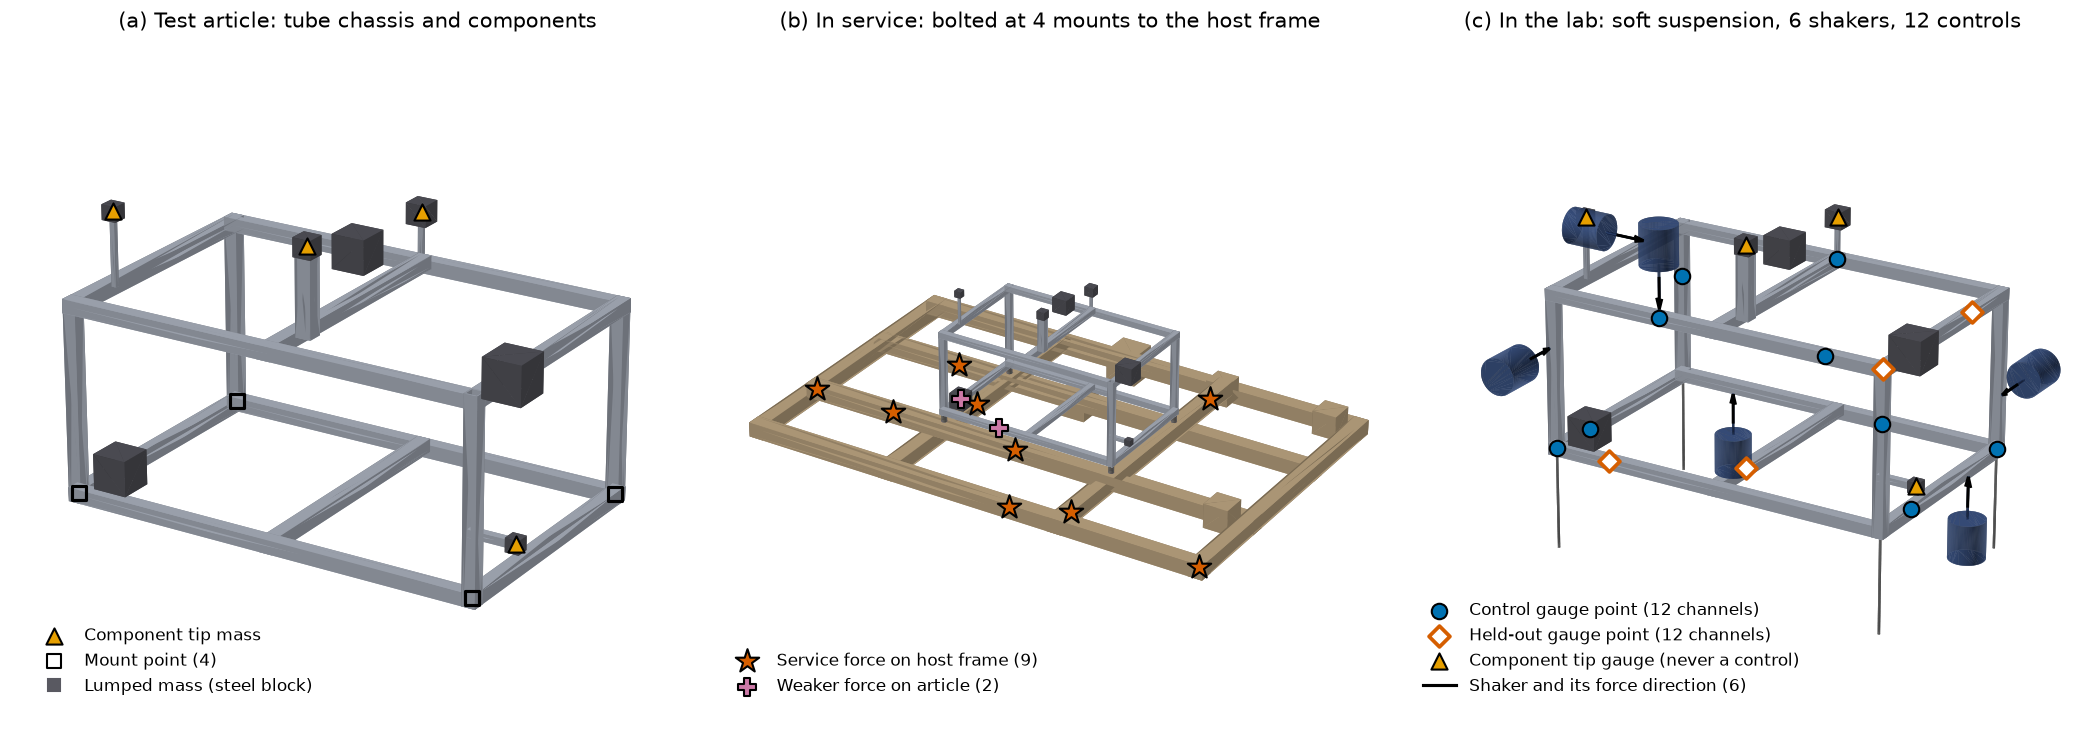 (a) Test article: tube chassis and components
(b) In service: bolted at 4 mounts to the host frame
(c) In the lab: soft suspension, 6 shakers, 12 controls
Component tip mass
Mount point (4)
Lumped mass (steel block)
Service force on host frame (9)
Weaker force on article (2)
Control gauge point (12 channels)
Held-out gauge point (12 channels)
Component tip gauge (never a control)
Shaker and its force direction (6)